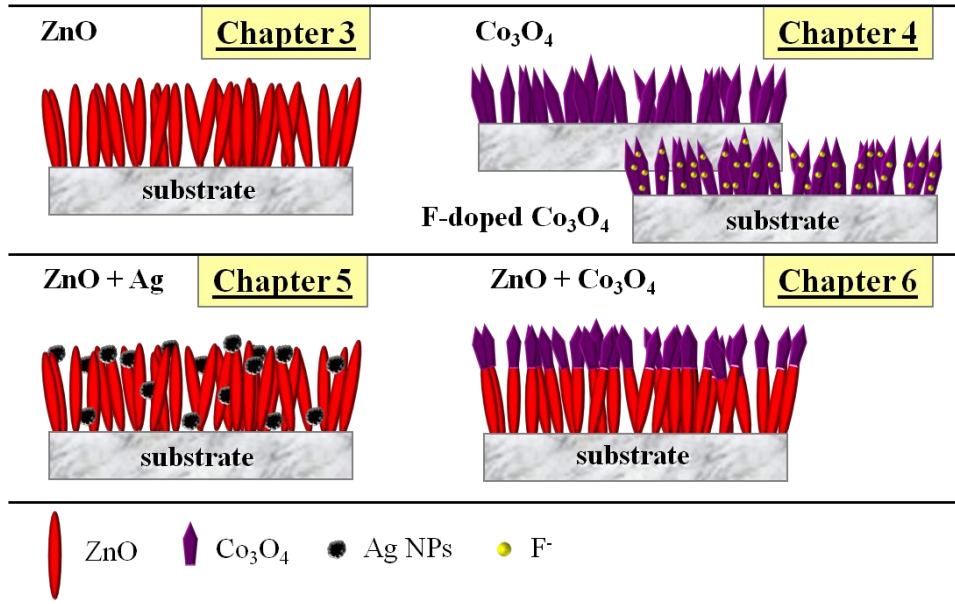 ZnO
Chapter 3
substrate
Co₃O₄
Chapter 4
F-doped Co₃O₄
substrate
ZnO + Ag
Chapter 5
substrate
ZnO + Co₃O₄
Chapter 6
substrate
ZnO
Co₃O₄
Ag NPs
F⁻